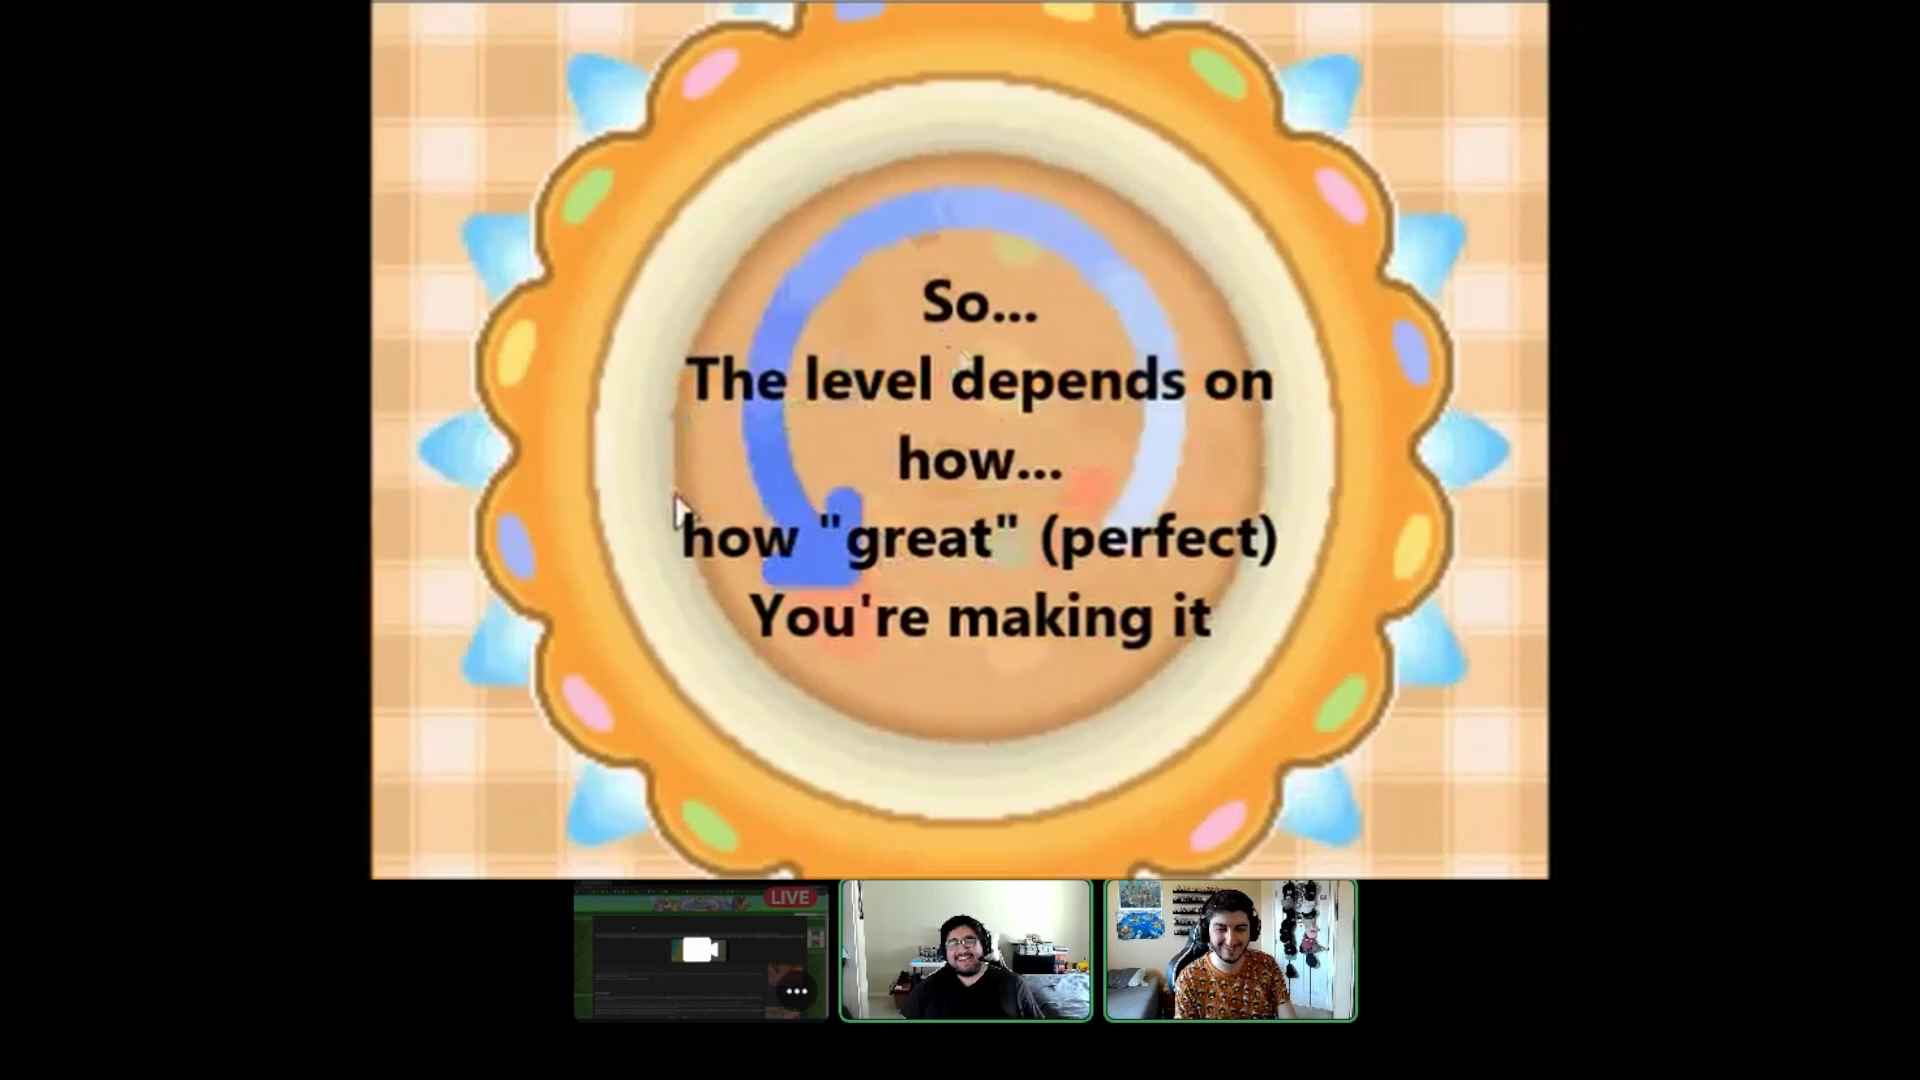 So...
The level depends on
how...
how "great" (perfect)
You're making it
LIVE